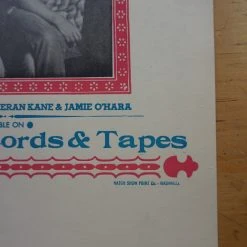 ERAN KANE & JAMIE O'HARA
BLE ON
ords & Tapes
HATCH SHOW PRINT Co. - NASHVILLE